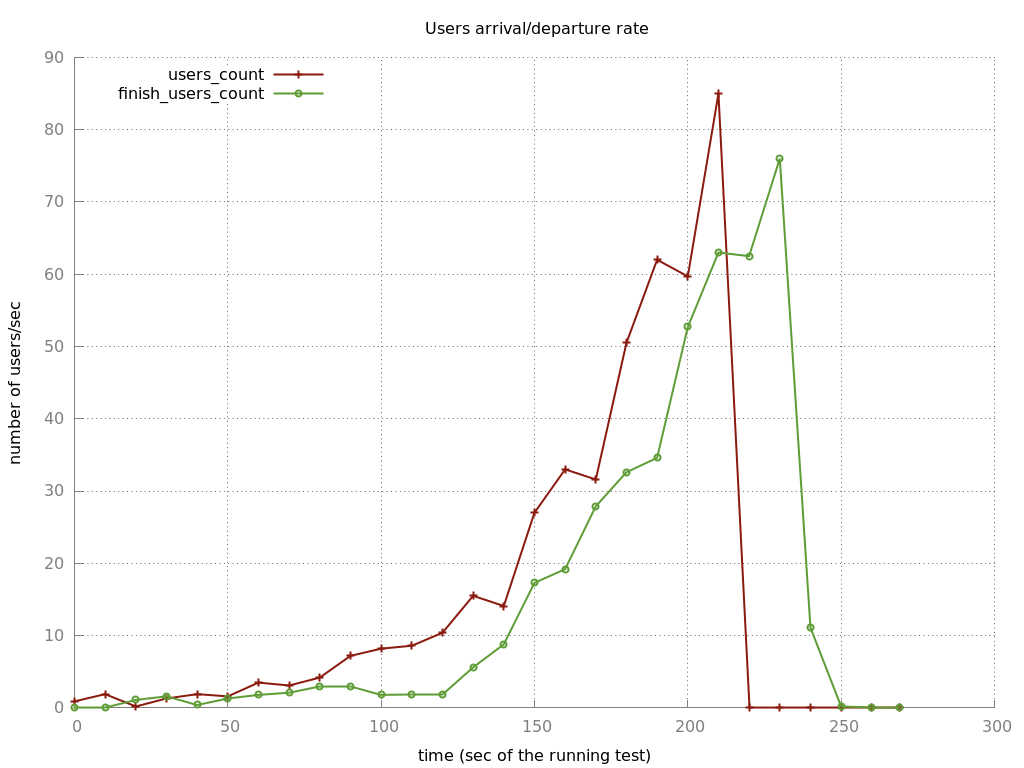 Users arrival/departure rate
users_count
finish_users_count
number of users/sec
90
80
70
60
50
40
30
20
10
0
0 50 100 150 200 250 300
time (sec of the running test)